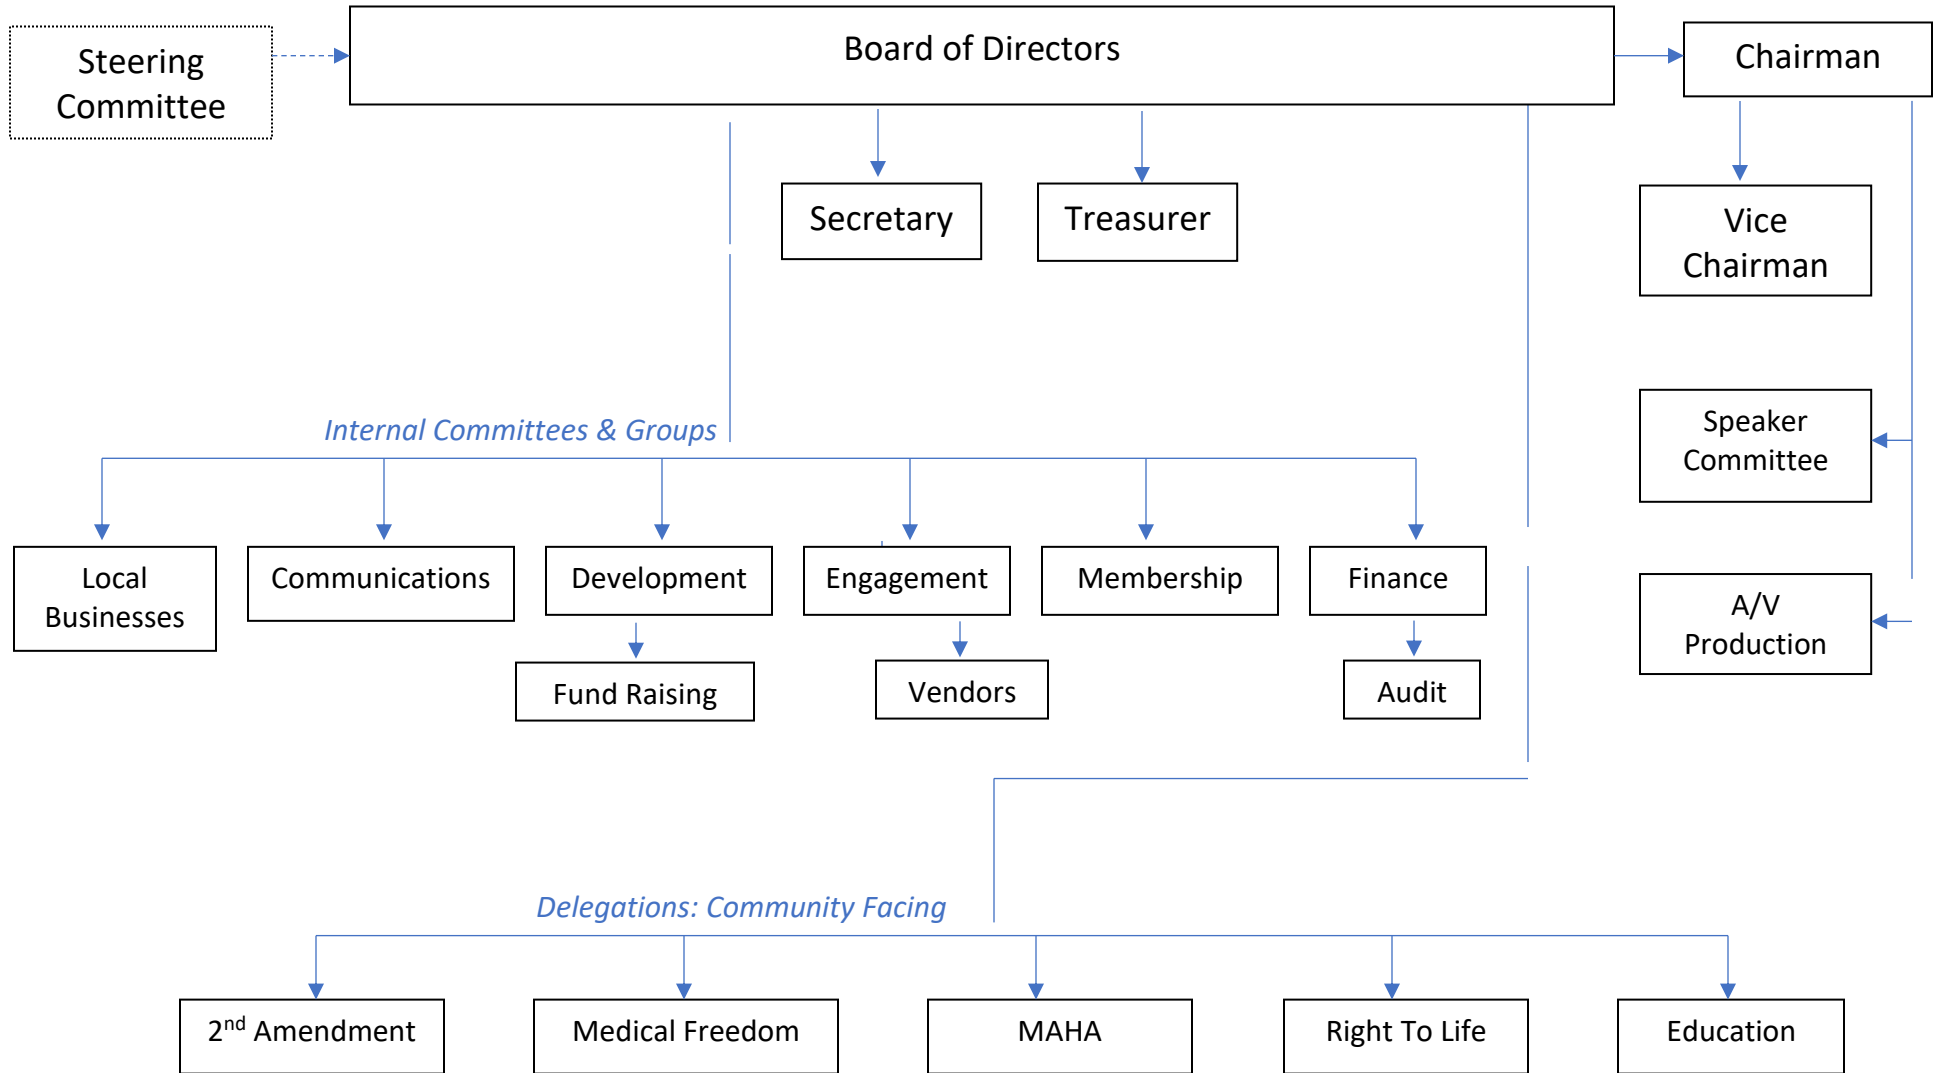 Steering
Committee
Board of Directors
Chairman
Secretary
Treasurer
Vice
Chairman
Internal Committees & Groups
Speaker
Committee
Local
Businesses
Communications
Development
Engagement
Membership
Finance
A/V
Production
Fund Raising
Vendors
Audit
Delegations: Community Facing
2nd Amendment
Medical Freedom
MAHA
Right To Life
Education